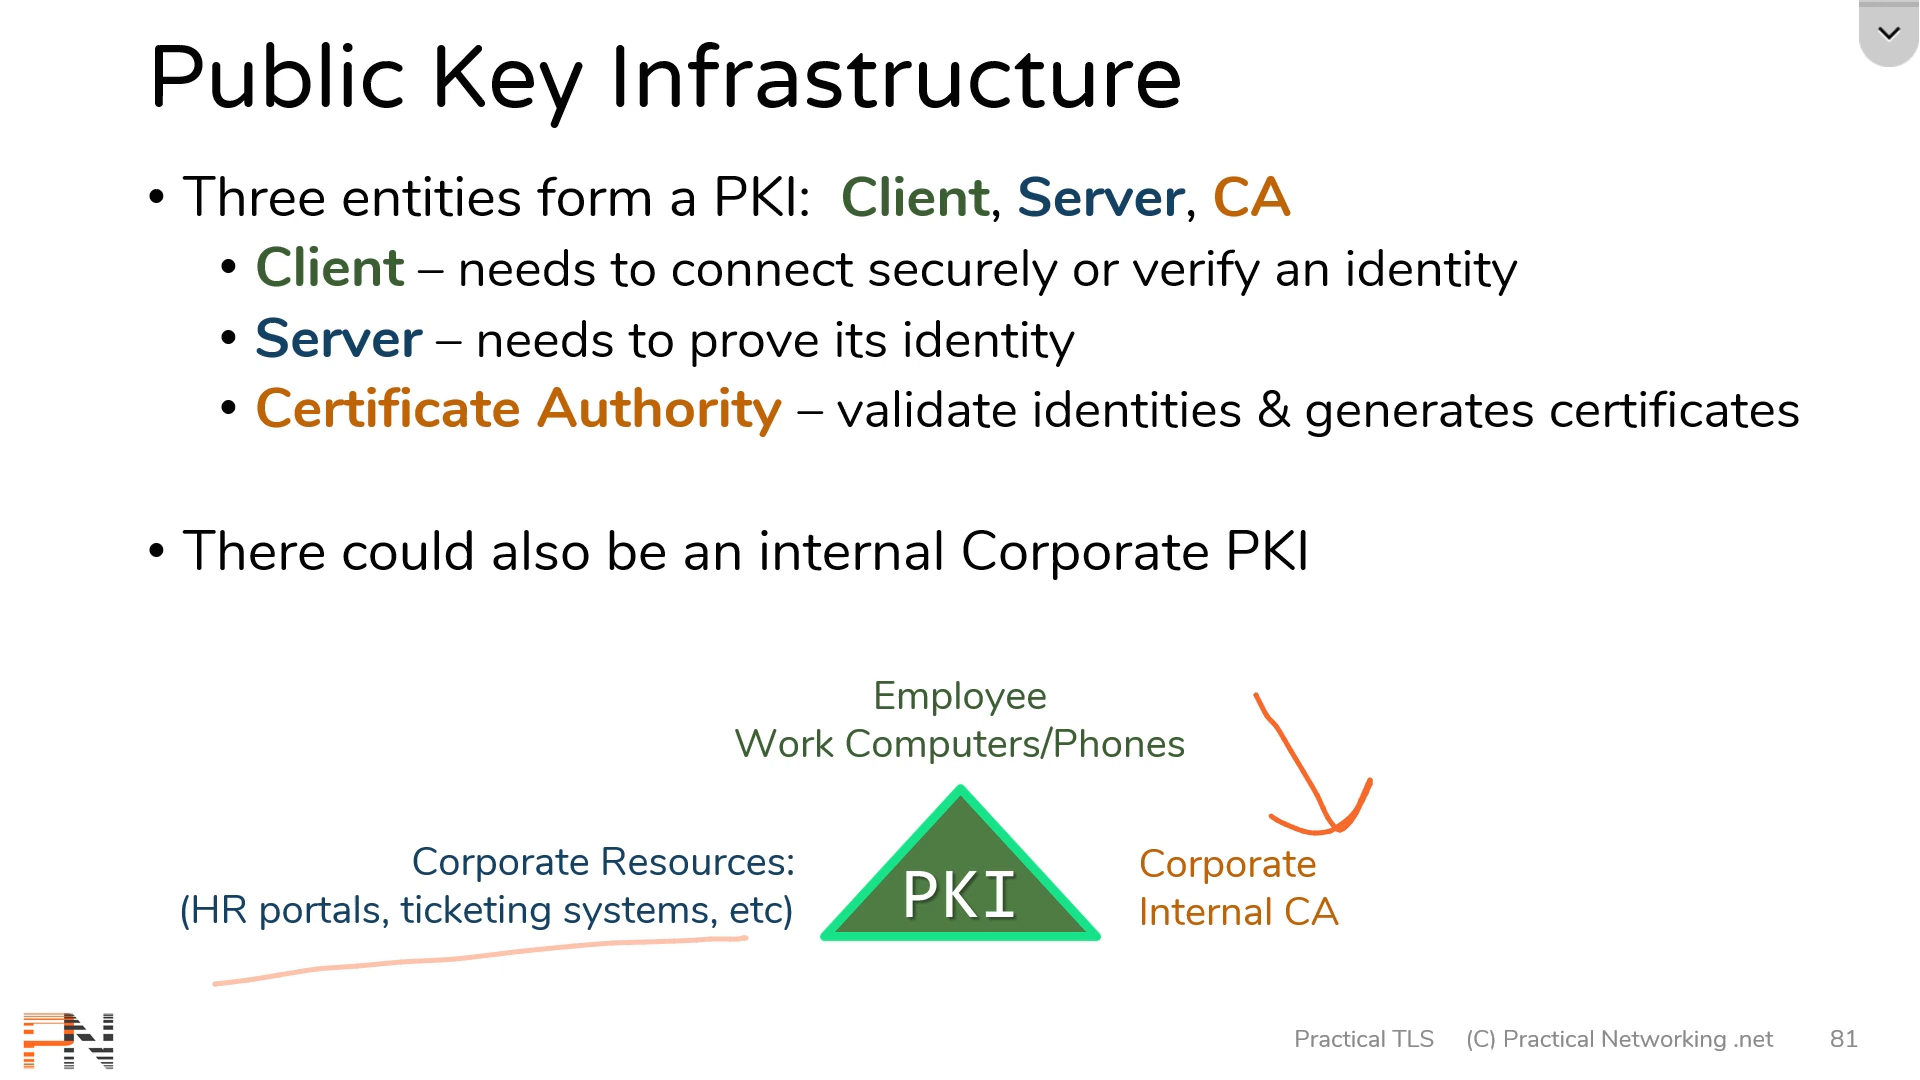 Public Key Infrastructure
• Three entities form a PKI: Client, Server, CA
• Client – needs to connect securely or verify an identity
• Server – needs to prove its identity
• Certificate Authority – validate identities & generates certificates
• There could also be an internal Corporate PKI
Employee
Work Computers/Phones
Corporate Resources:
(HR portals, ticketing systems, etc)
PKI
Corporate
Internal CA
PN
Practical TLS (C) Practical Networking .net 81